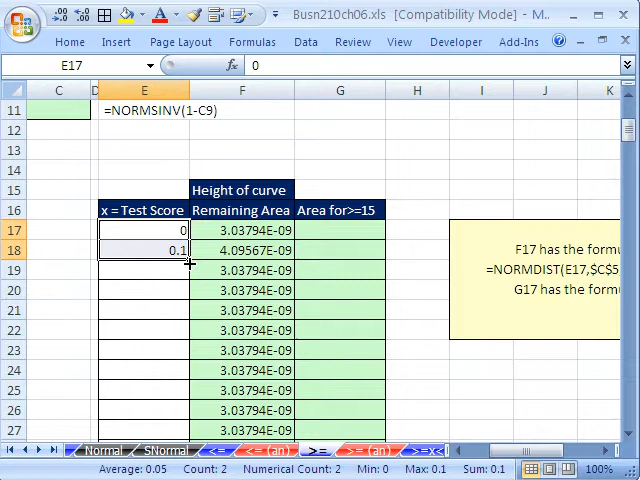 Busn210ch06.xls [Compatibility Mode] - M...
Home Insert Page Layout Formulas Data Review View Developer Add-Ins
E17 fx 0
C D E F G H I J K
11 =NORMSINV(1-C9)
12
13
14
15 Height of curve
16 x = Test Score Remaining Area Area for>=15
17 0 3.03794E-09
18 0.1 4.09567E-09 F17 has the formu
19 3.03794E-09 =NORMDIST(E17,$C$5
20 3.03794E-09 G17 has the formu
21 3.03794E-09
22 3.03794E-09
23 3.03794E-09
24 3.03794E-09
25 3.03794E-09
26 3.03794E-09
27 3.03794E-09
Normal SNormal <= <= (an) >= >= (an) >=x<
Average: 0.05 Count: 2 Numerical Count: 2 Min: 0 Max: 0.1 Sum: 0.1 100%